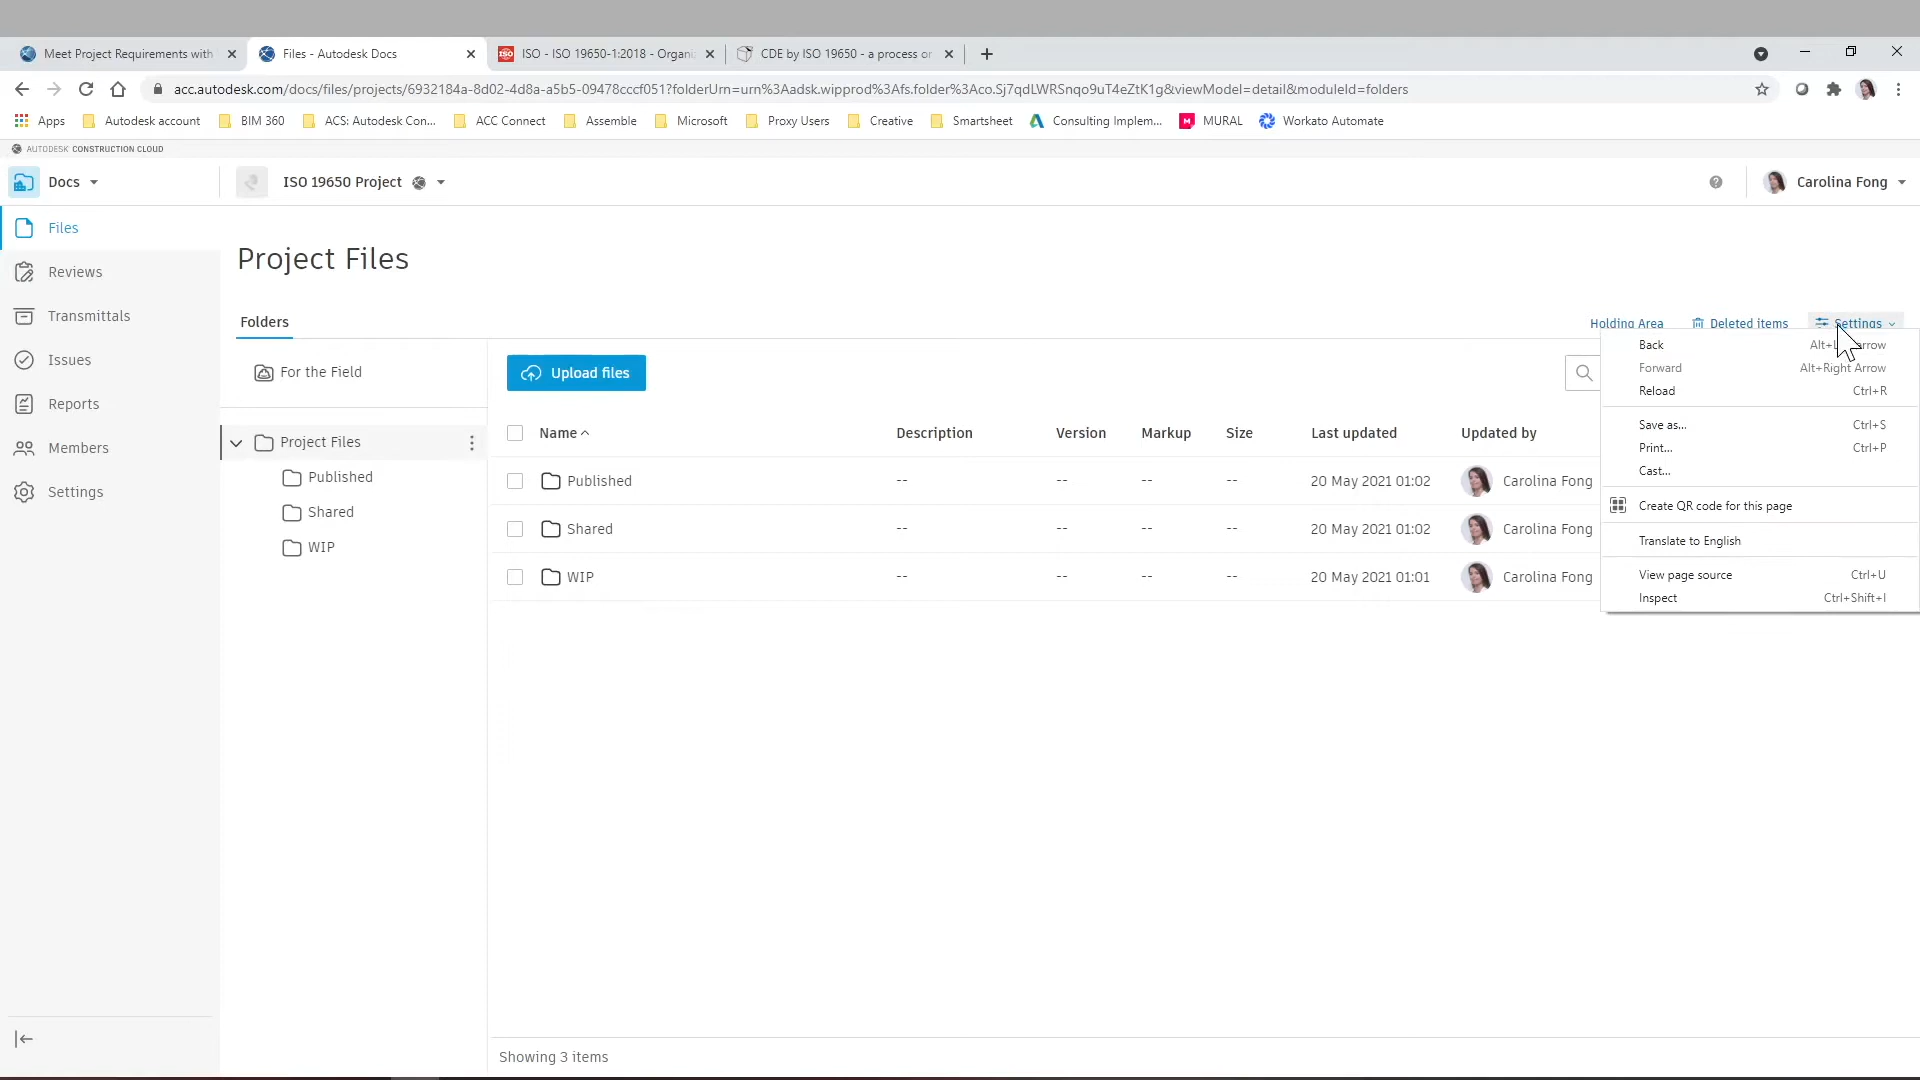 Meet Project Requirements with
Files - Autodesk Docs
ISO - ISO 19650-1:2018 - Organi
CDE by ISO 19650 - a process or
acc.autodesk.com/docs/files/projects/6932184a-8d02-4d8a-a5b5-09478cccf051?folderUrn=urn%3Aadsk.wipprod%3Afs.folder%3Aco.Sj7qdLWRSnqo9uT4eZtK1g&viewModel=detail&moduleId=folders
Apps Autodesk account BIM 360 ACS: Autodesk Con... ACC Connect Assemble Microsoft Proxy Users Creative Smartsheet Consulting Implem... MURAL Workato Automate
AUTODESK CONSTRUCTION CLOUD
Docs
ISO 19650 Project
Carolina Fong
Files
Reviews
Transmittals
Issues
Reports
Members
Settings
Project Files
Folders
Holding Area Deleted items Settings
For the Field
Project Files
Published
Shared
WIP
Upload files
Name Description Version Markup Size Last updated Updated by
Published -- -- -- -- 20 May 2021 01:02 Carolina Fong
Shared -- -- -- -- 20 May 2021 01:02 Carolina Fong
WIP -- -- -- -- 20 May 2021 01:01 Carolina Fong
Back Alt+L arrow
Forward Alt+Right Arrow
Reload Ctrl+R
Save as... Ctrl+S
Print... Ctrl+P
Cast...
Create QR code for this page
Translate to English
View page source Ctrl+U
Inspect Ctrl+Shift+I
Showing 3 items